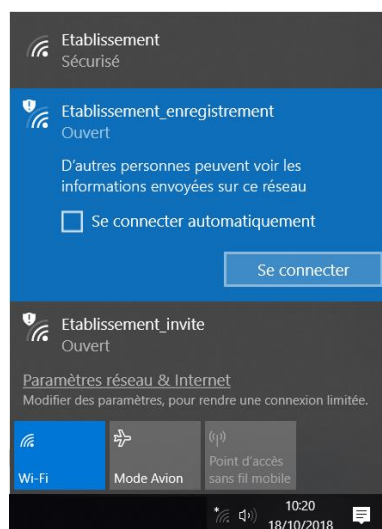 Etablissement
Sécurisé
Etablissement_enregistrement
Ouvert
D'autres personnes peuvent voir les
informations envoyées sur ce réseau
Se connecter automatiquement
Se connecter
Etablissement_invite
Ouvert
Paramètres réseau & Internet
Modifier des paramètres, pour rendre une connexion limitée.
Wi-Fi
Mode Avion
Point d'accès
sans fil mobile
10:20
18/10/2018